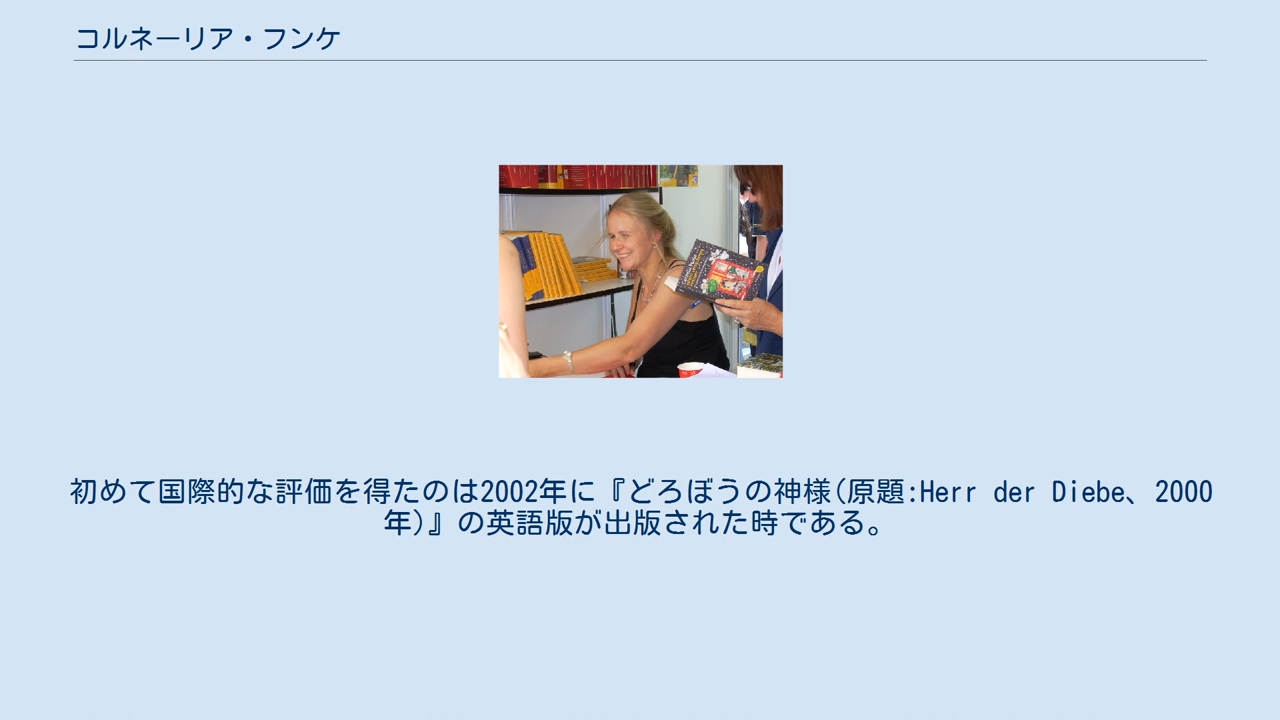 コルネーリア・フンケ
初めて国際的な評価を得たのは2002年に『どろぼうの神様(原題:Herr der Diebe、2000
年)』の英語版が出版された時である。